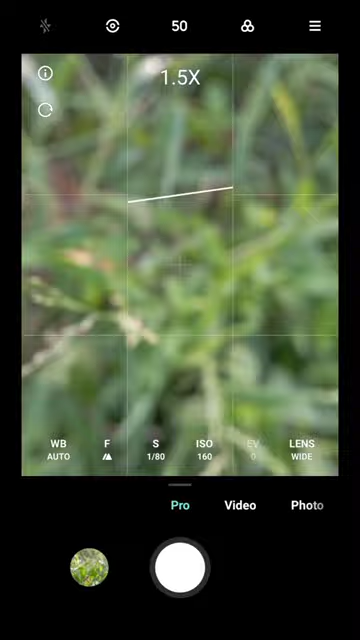 50
1.5X
WB F S ISO EV LENS
AUTO 1/80 160 0 WIDE
Pro Video Photo